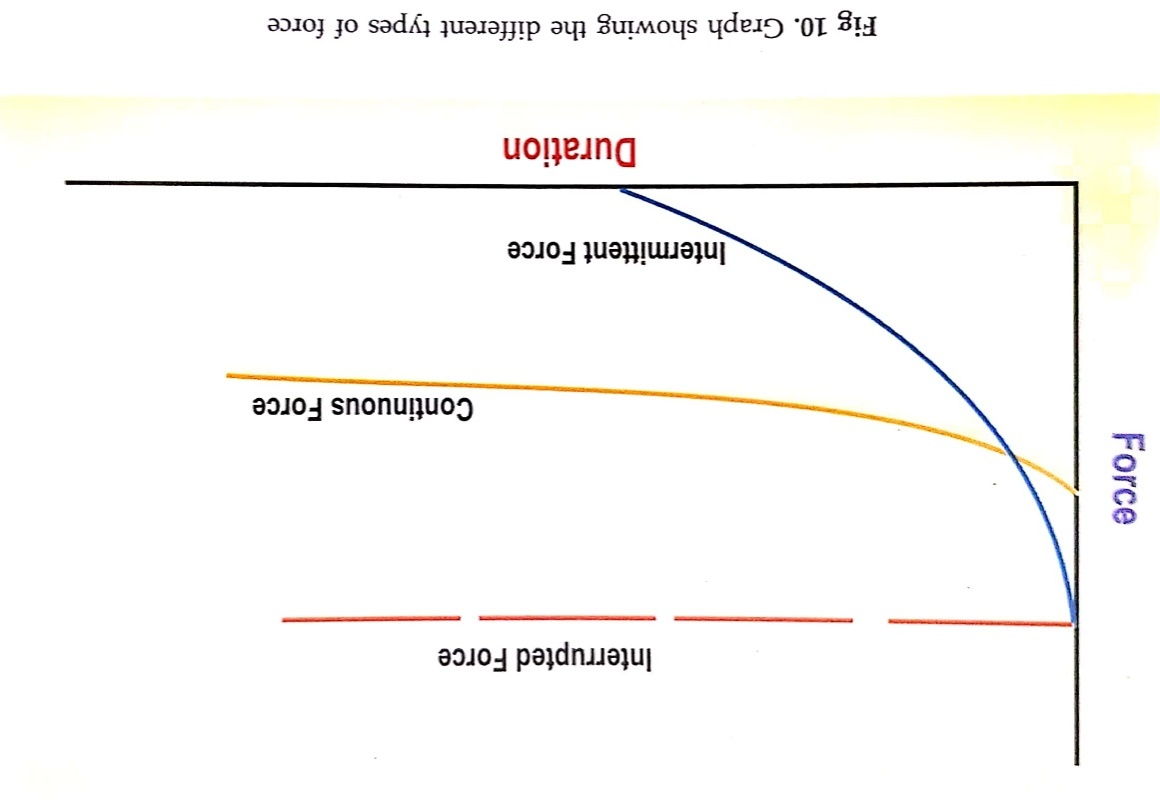 Interrupted Force
Force
Continuous Force
Intermittent Force
Duration
Fig 10. Graph showing the different types of force